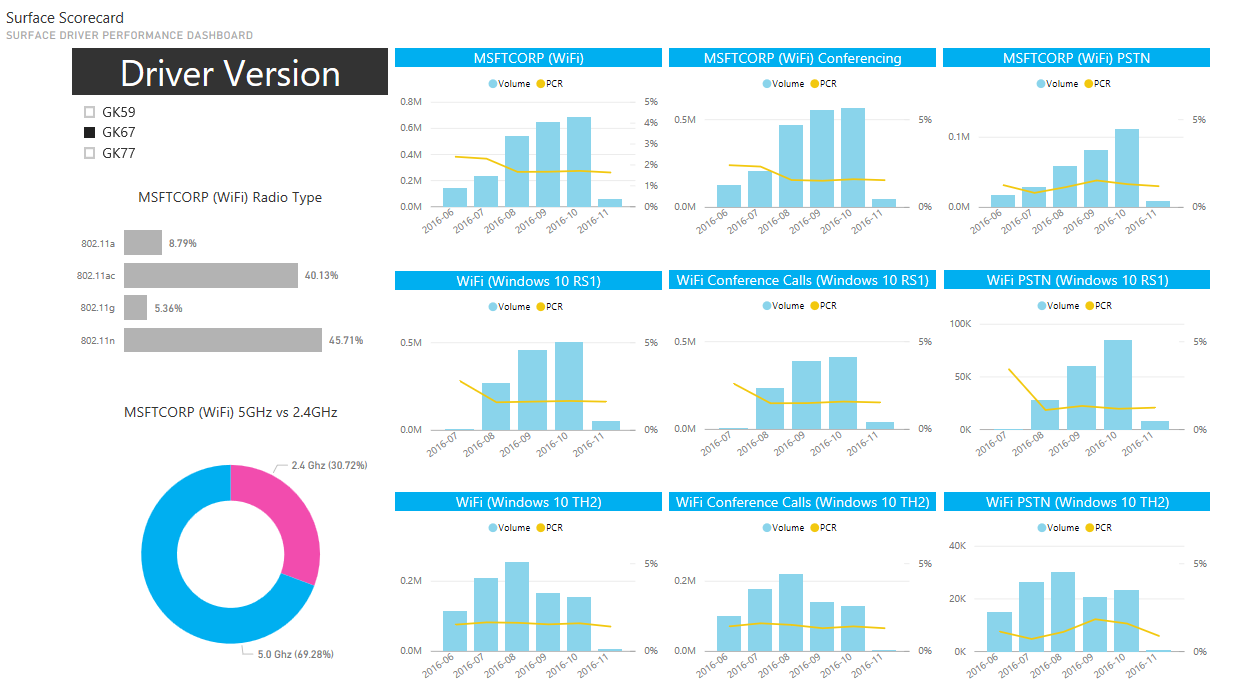 Surface Scorecard
SURFACE DRIVER PERFORMANCE DASHBOARD
Driver Version
GK59
GK67
GK77
MSFTCORP (WiFi) Radio Type
802.11a 8.79%
802.11ac 40.13%
802.11g 5.36%
802.11n 45.71%
MSFTCORP (WiFi) 5GHz vs 2.4GHz
2.4 Ghz (30.72%)
5.0 Ghz (69.28%)
MSFTCORP (WiFi)
Volume PCR
0.8M 5%
0.6M 4%
3%
0.4M
2%
0.2M
1%
0.0M 0%
2016-06 2016-07 2016-08 2016-09 2016-10 2016-11
MSFTCORP (WiFi) Conferencing
Volume PCR
0.5M 5%
0.0M 0%
2016-06 2016-07 2016-08 2016-09 2016-10 2016-11
MSFTCORP (WiFi) PSTN
Volume PCR
5%
0.1M
0.0M 0%
2016-06 2016-07 2016-08 2016-09 2016-10 2016-11
WiFi (Windows 10 RS1)
Volume PCR
0.5M 5%
0.0M 0%
2016-07 2016-08 2016-09 2016-10 2016-11
WiFi Conference Calls (Windows 10 RS1)
Volume PCR
0.5M 5%
0.0M 0%
2016-07 2016-08 2016-09 2016-10 2016-11
WiFi PSTN (Windows 10 RS1)
Volume PCR
100K
5%
50K
0K 0%
2016-07 2016-08 2016-09 2016-10 2016-11
WiFi (Windows 10 TH2)
Volume PCR
5%
0.2M
0.0M 0%
2016-06 2016-07 2016-08 2016-09 2016-10 2016-11
WiFi Conference Calls (Windows 10 TH2)
Volume PCR
5%
0.2M
0.0M 0%
2016-06 2016-07 2016-08 2016-09 2016-10 2016-11
WiFi PSTN (Windows 10 TH2)
Volume PCR
40K
5%
20K
0K 0%
2016-06 2016-07 2016-08 2016-09 2016-10 2016-11